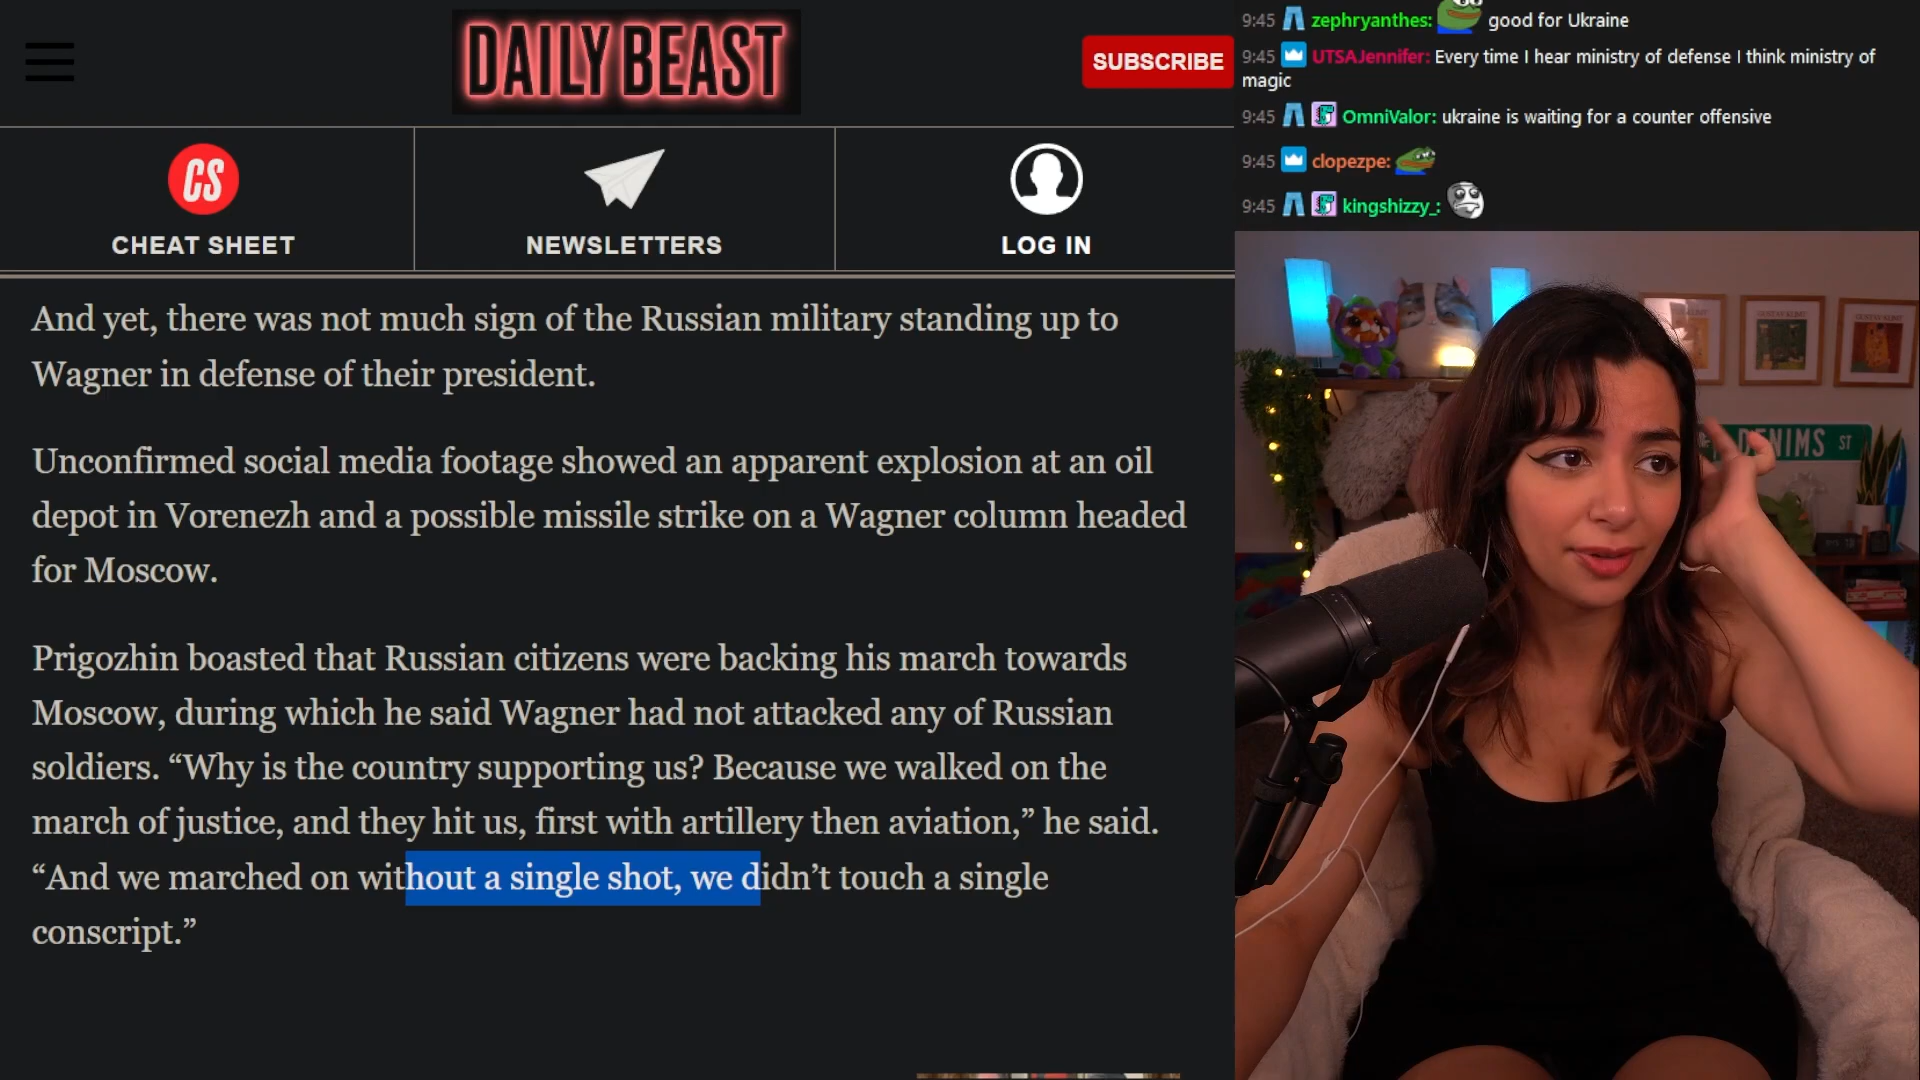 DAILY BEAST
SUBSCRIBE
CS
CHEAT SHEET
NEWSLETTERS
LOG IN
And yet, there was not much sign of the Russian military standing up to
Wagner in defense of their president.
Unconfirmed social media footage showed an apparent explosion at an oil
depot in Vorenezh and a possible missile strike on a Wagner column headed
for Moscow.
Prigozhin boasted that Russian citizens were backing his march towards
Moscow, during which he said Wagner had not attacked any of Russian
soldiers. “Why is the country supporting us? Because we walked on the
march of justice, and they hit us, first with artillery then aviation,” he said.
“And we marched on without a single shot, we didn’t touch a single
conscript.”
9:45 zephryanthes: good for Ukraine
9:45 UTSAJennifer: Every time I hear ministry of defense I think ministry of
magic
9:45 OmniValor: ukraine is waiting for a counter offensive
9:45 clopezpe:
9:45 kingshizzy_:
DENIMS ST